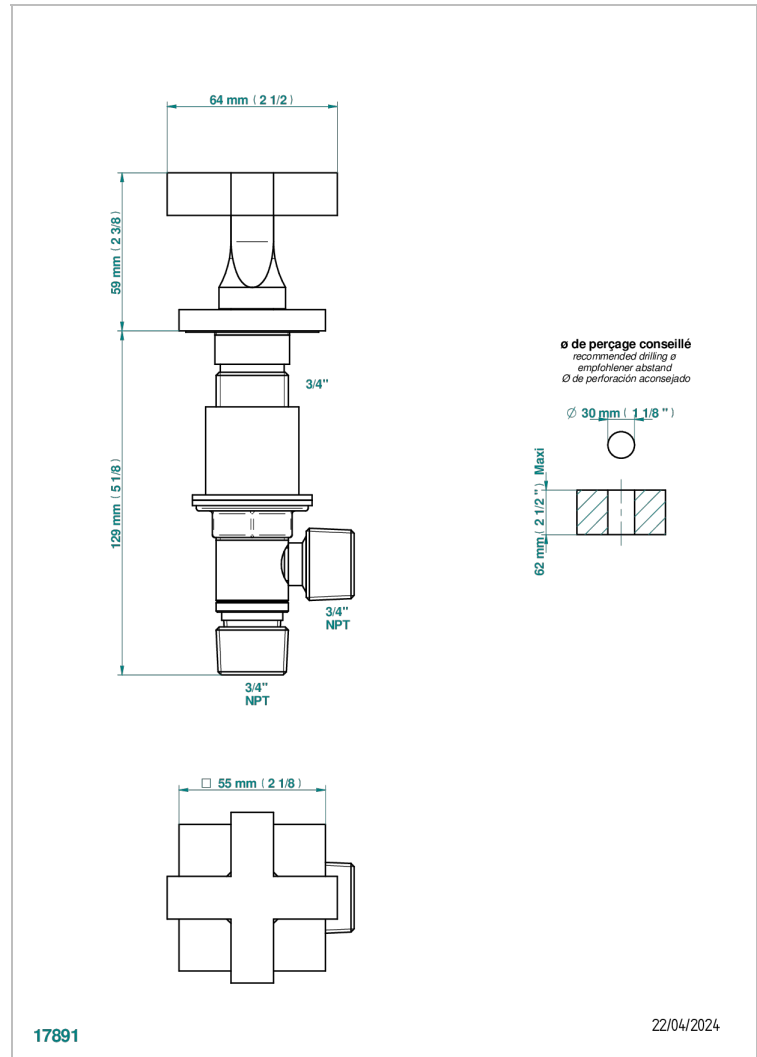 64 mm ( 2 1/2 )
59 mm ( 2 3/8 )
3/4"
129 mm ( 5 1/8 )
3/4"
NPT
3/4"
NPT
ø de perçage conseillé
recommended drilling ø
empfohlener abstand
Ø de perforación aconsejado
∅ 30 mm ( 1 1/8 " )
62 mm ( 2 1/2 " ) Maxi
□ 55 mm ( 2 1/8 )
17891
22/04/2024